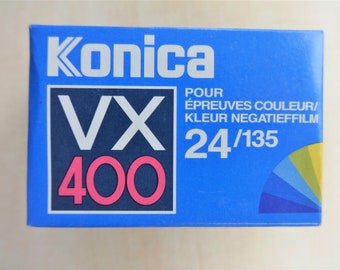 Konica
VX
400
POUR
ÉPREUVES COULEUR/
KLEUR NEGATIEFFILM
24/135